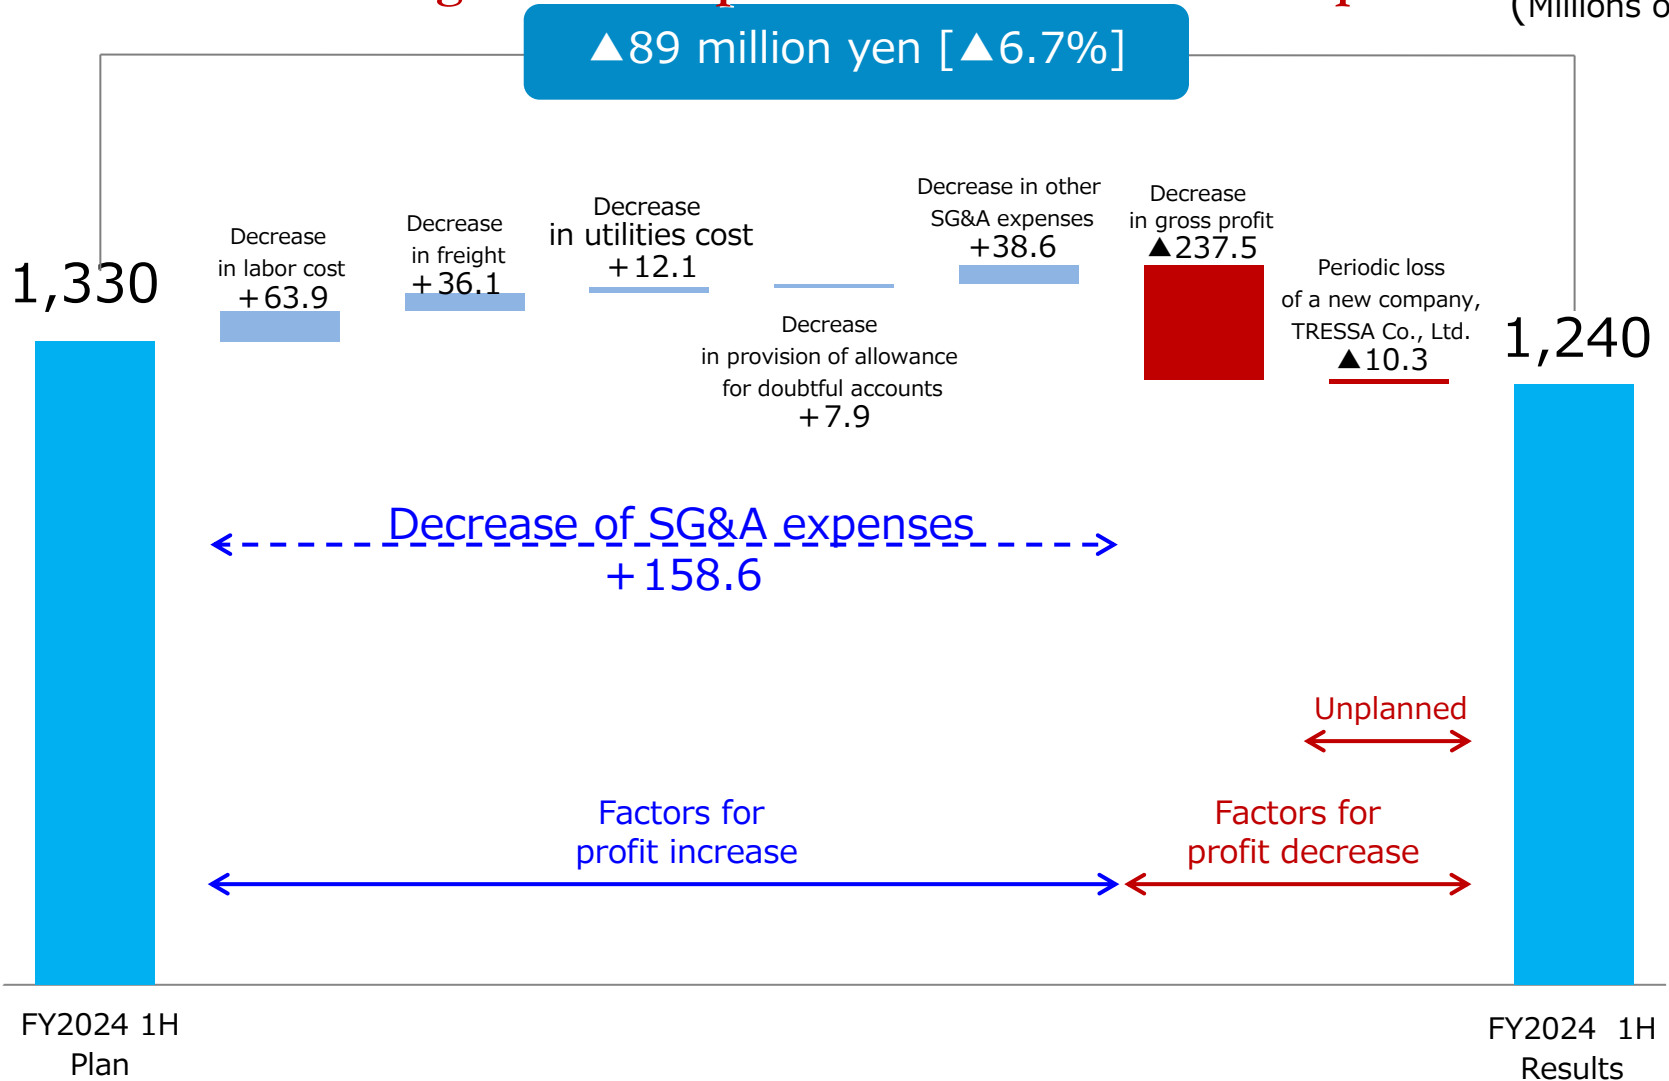 (Millions o
▲89 million yen [▲6.7%]
1,330
Decrease
in labor cost
+63.9
Decrease
in freight
+36.1
Decrease
in utilities cost
+12.1
Decrease
in provision of allowance
for doubtful accounts
+7.9
Decrease in other
SG&A expenses
+38.6
Decrease
in gross profit
▲237.5
Periodic loss
of a new company,
TRESSA Co., Ltd.
▲10.3
1,240
Decrease of SG&A expenses
+158.6
Unplanned
Factors for
profit increase
Factors for
profit decrease
FY2024 1H
Plan
FY2024 1H
Results